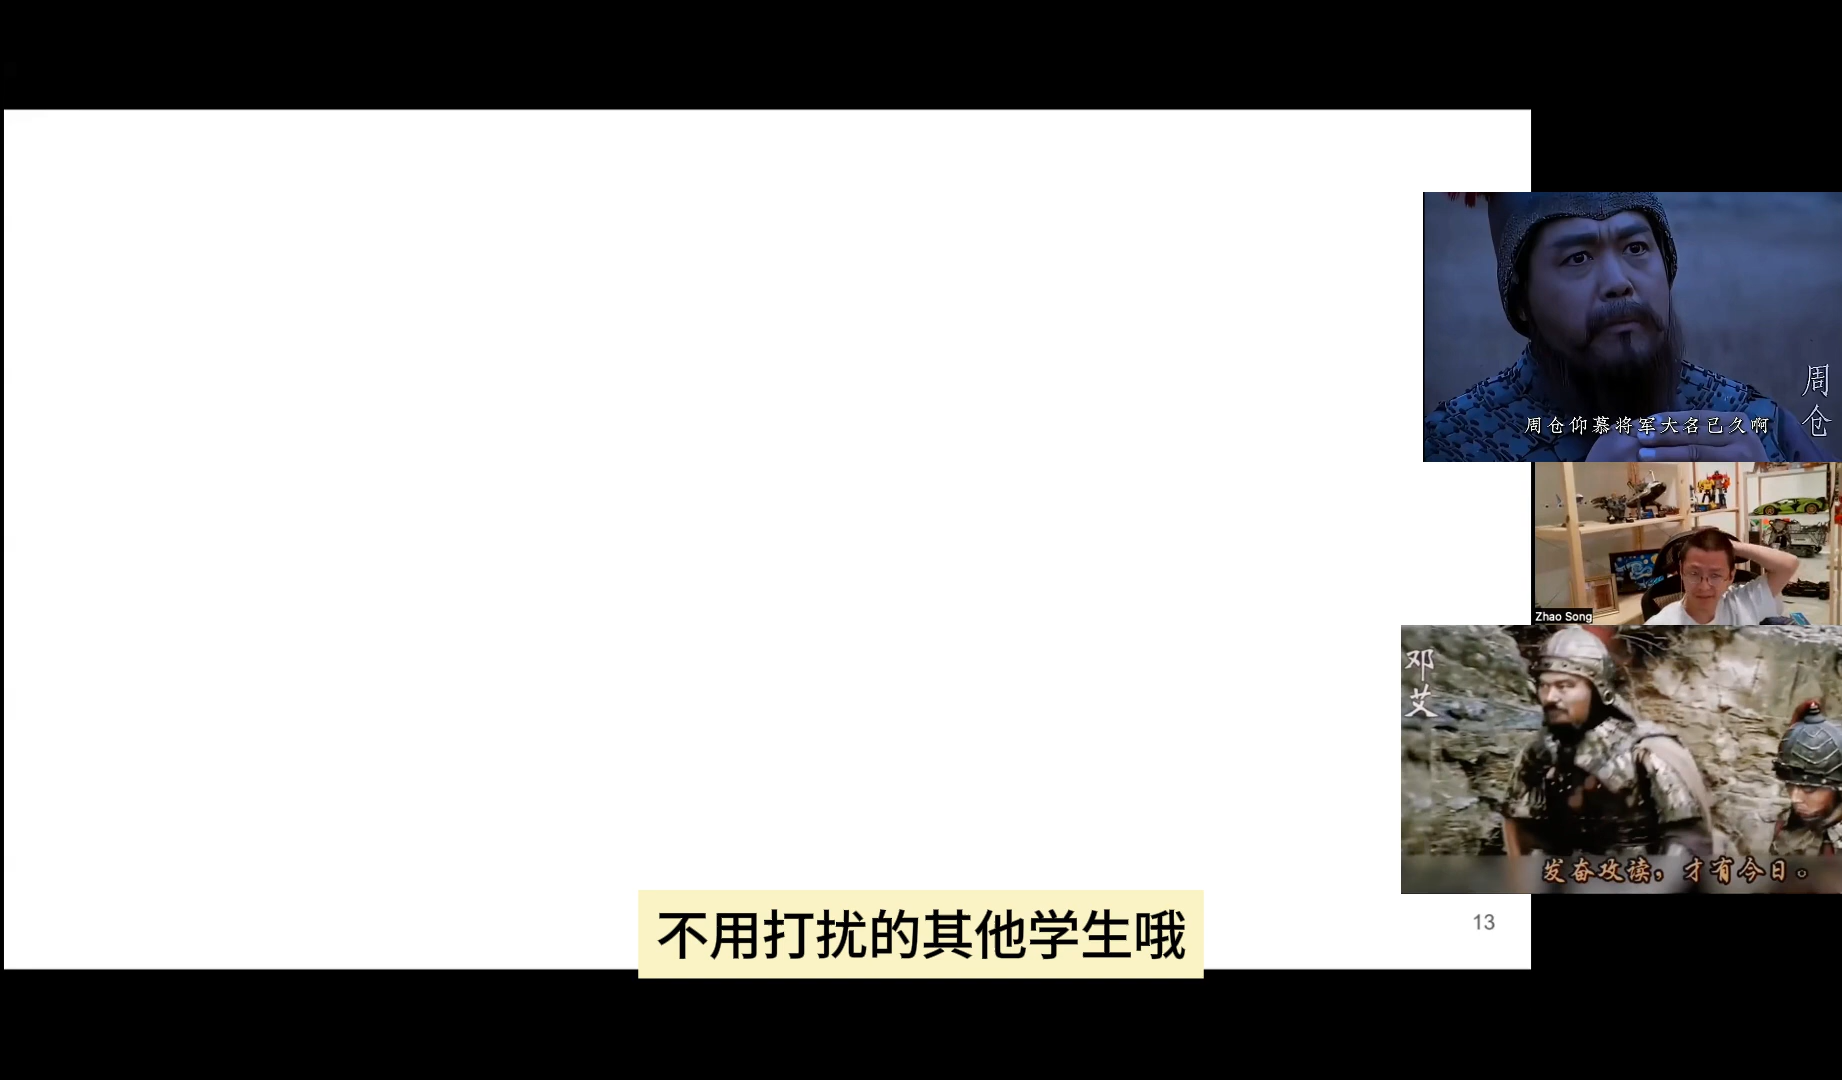 周仓
周仓仰慕将军大名已久啊
Zhao Song
邓艾
发奋攻读，才有今日。
不用打扰的其他学生哦
13